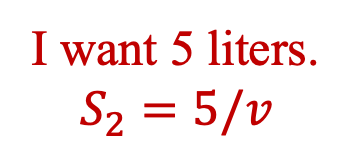 I want 5 liters.
S₂ = 5/v